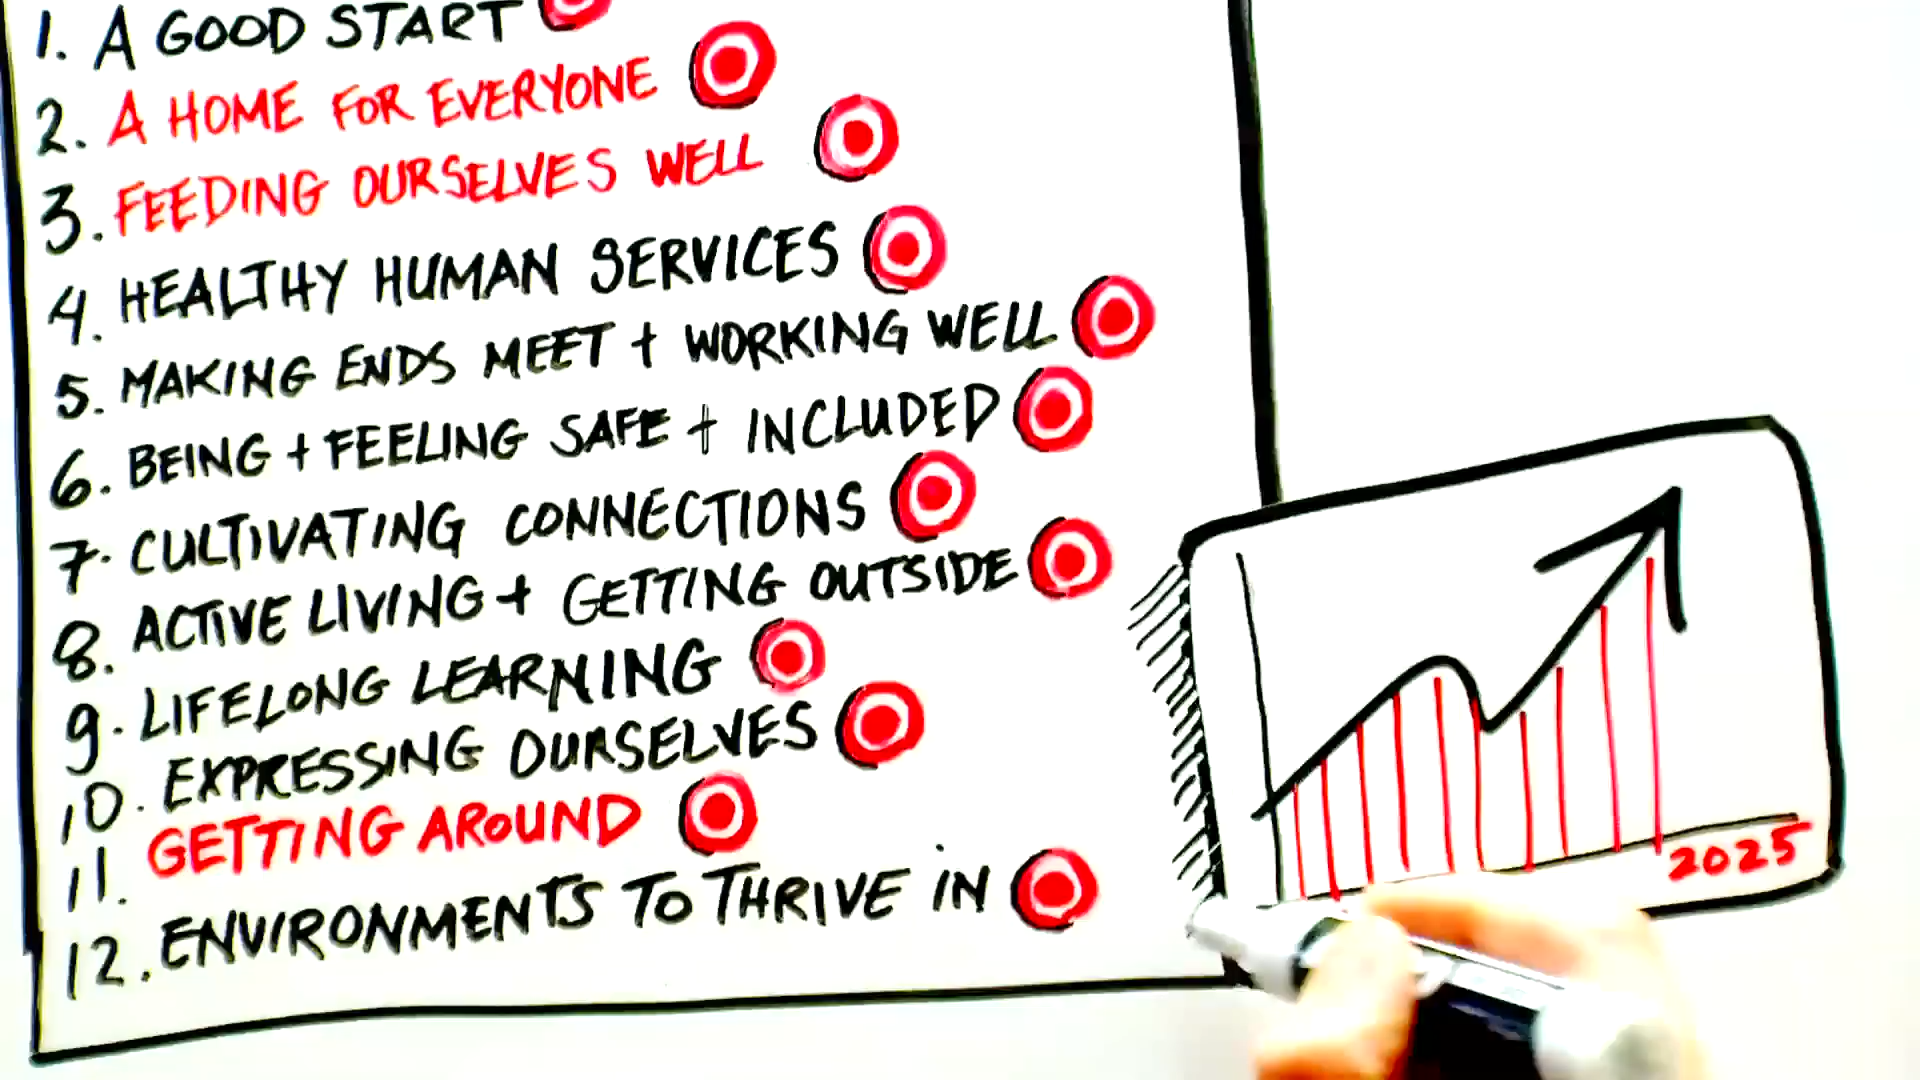 1. A GOOD START
2. A HOME FOR EVERYONE
3. FEEDING OURSELVES WELL
4. HEALTHY HUMAN SERVICES
5. MAKING ENDS MEET + WORKING WELL
6. BEING + FEELING SAFE + INCLUDED
7. CULTIVATING CONNECTIONS
8. ACTIVE LIVING + GETTING OUTSIDE
9. LIFELONG LEARNING
10. EXPRESSING OURSELVES
11. GETTING AROUND
12. ENVIRONMENTS TO THRIVE IN
2025